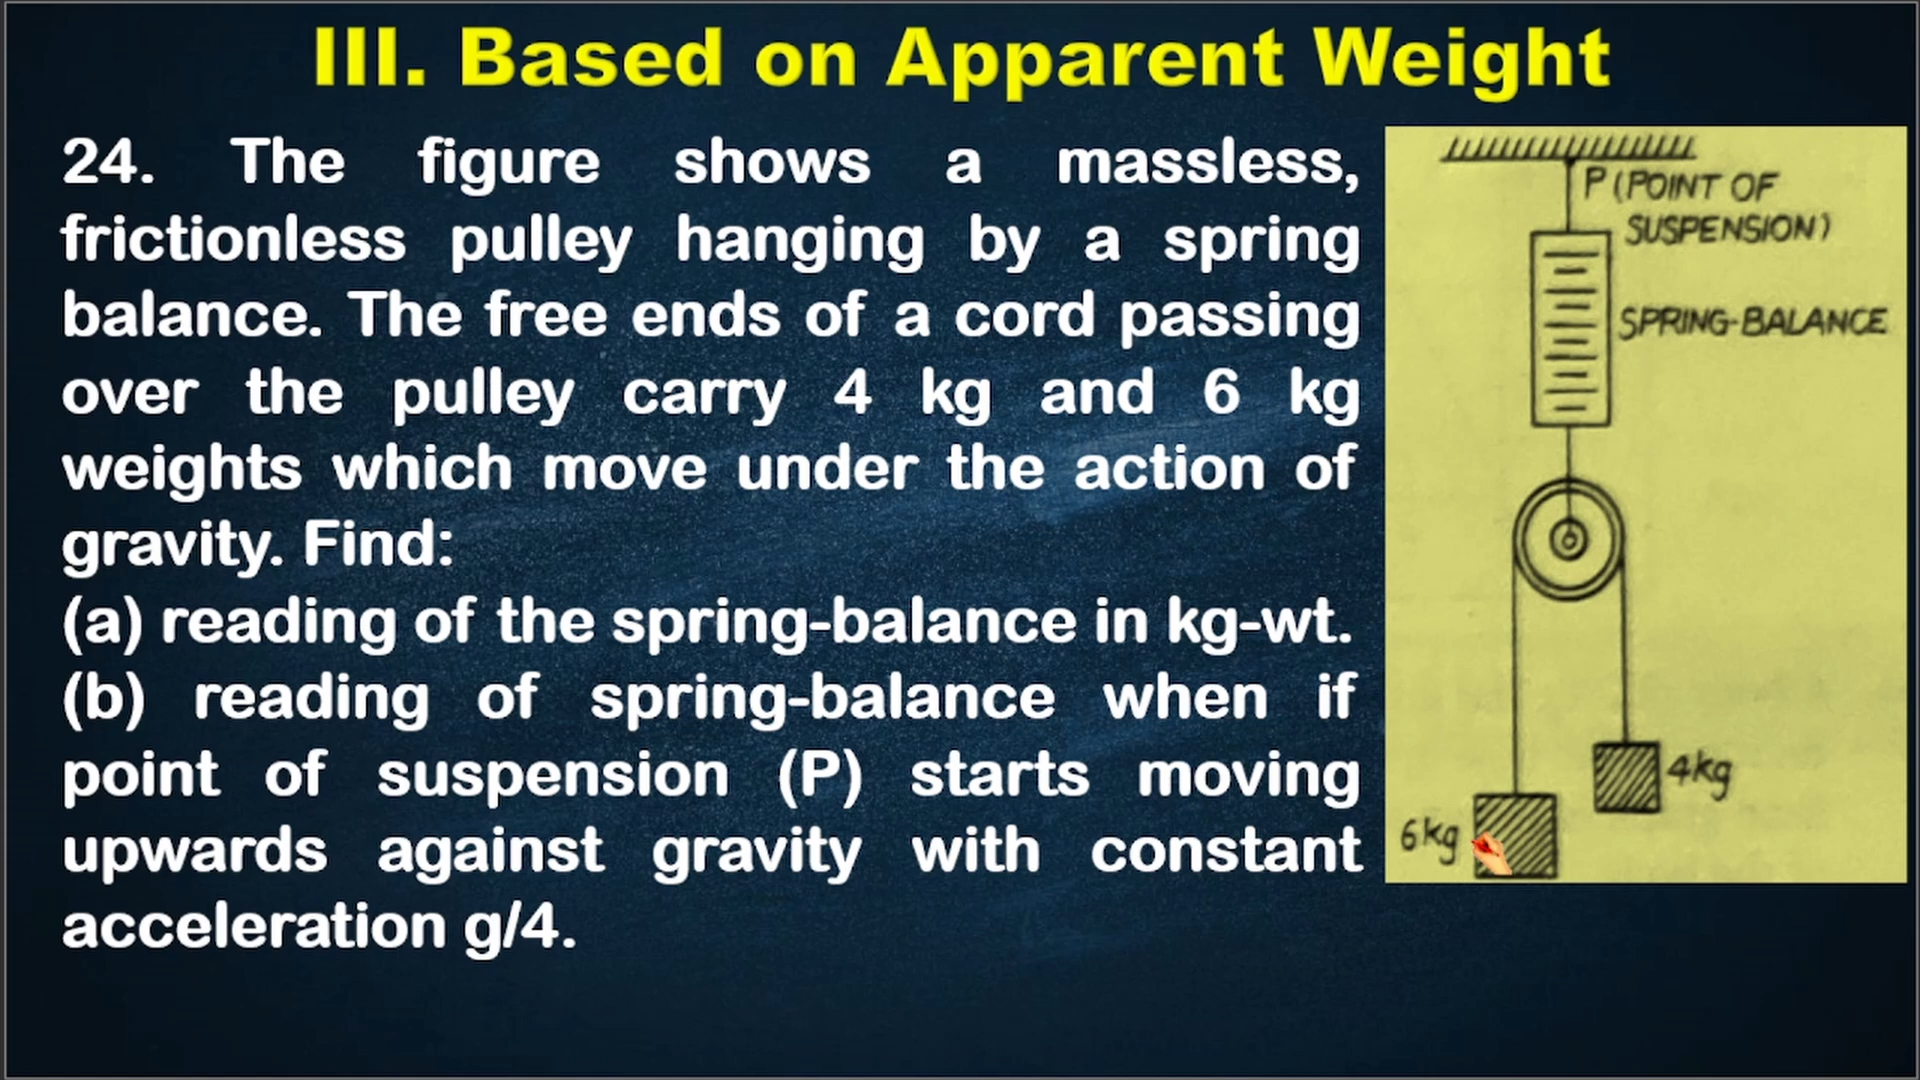 III. Based on Apparent Weight
24. The figure shows a massless,
frictionless pulley hanging by a spring
balance. The free ends of a cord passing
over the pulley carry 4 kg and 6 kg
weights which move under the action of
gravity. Find:
(a) reading of the spring-balance in kg-wt.
(b) reading of spring-balance when if
point of suspension (P) starts moving
upwards against gravity with constant
acceleration g/4.
P (POINT OF
SUSPENSION)
SPRING-BALANCE
4kg
6kg